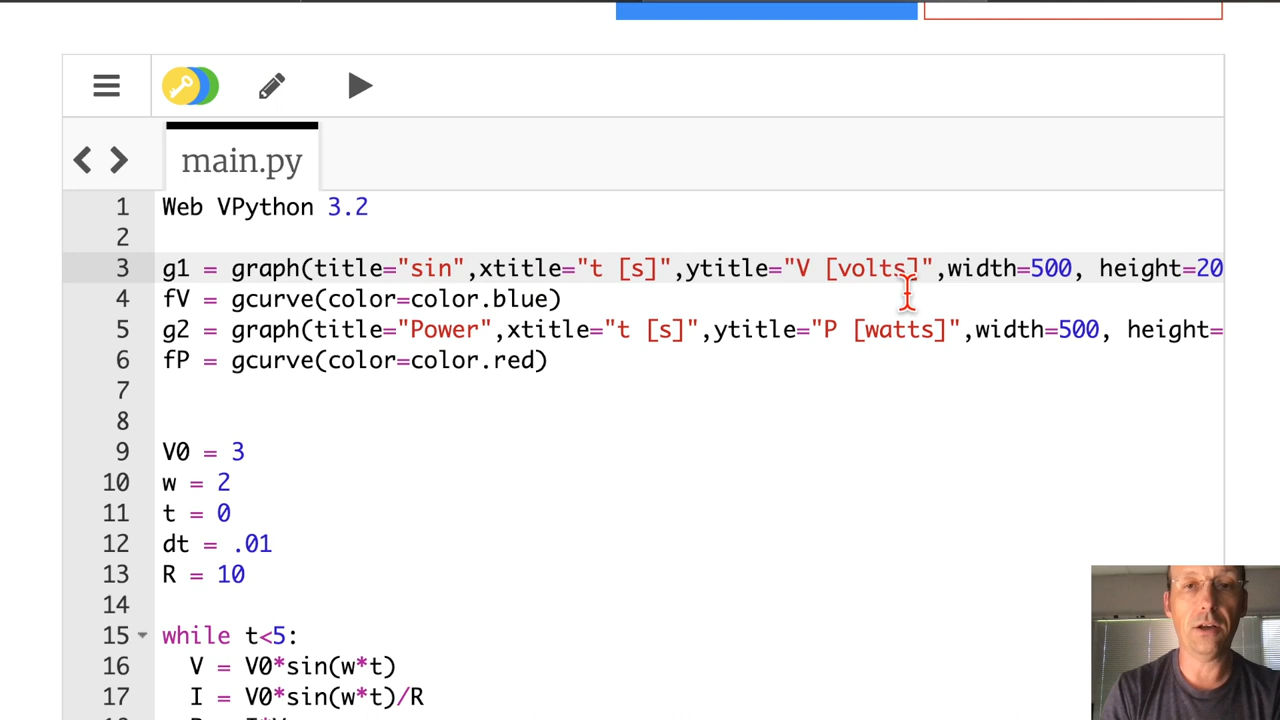 main.py
1 Web VPython 3.2
2
3 g1 = graph(title="sin",xtitle="t [s]",ytitle="V [volts]",width=500, height=20
4 fV = gcurve(color=color.blue)
5 g2 = graph(title="Power",xtitle="t [s]",ytitle="P [watts]",width=500, height=
6 fP = gcurve(color=color.red)
7
8
9 V0 = 3
10 w = 2
11 t = 0
12 dt = .01
13 R = 10
14
15 while t<5:
16 V = V0*sin(w*t)
17 I = V0*sin(w*t)/R